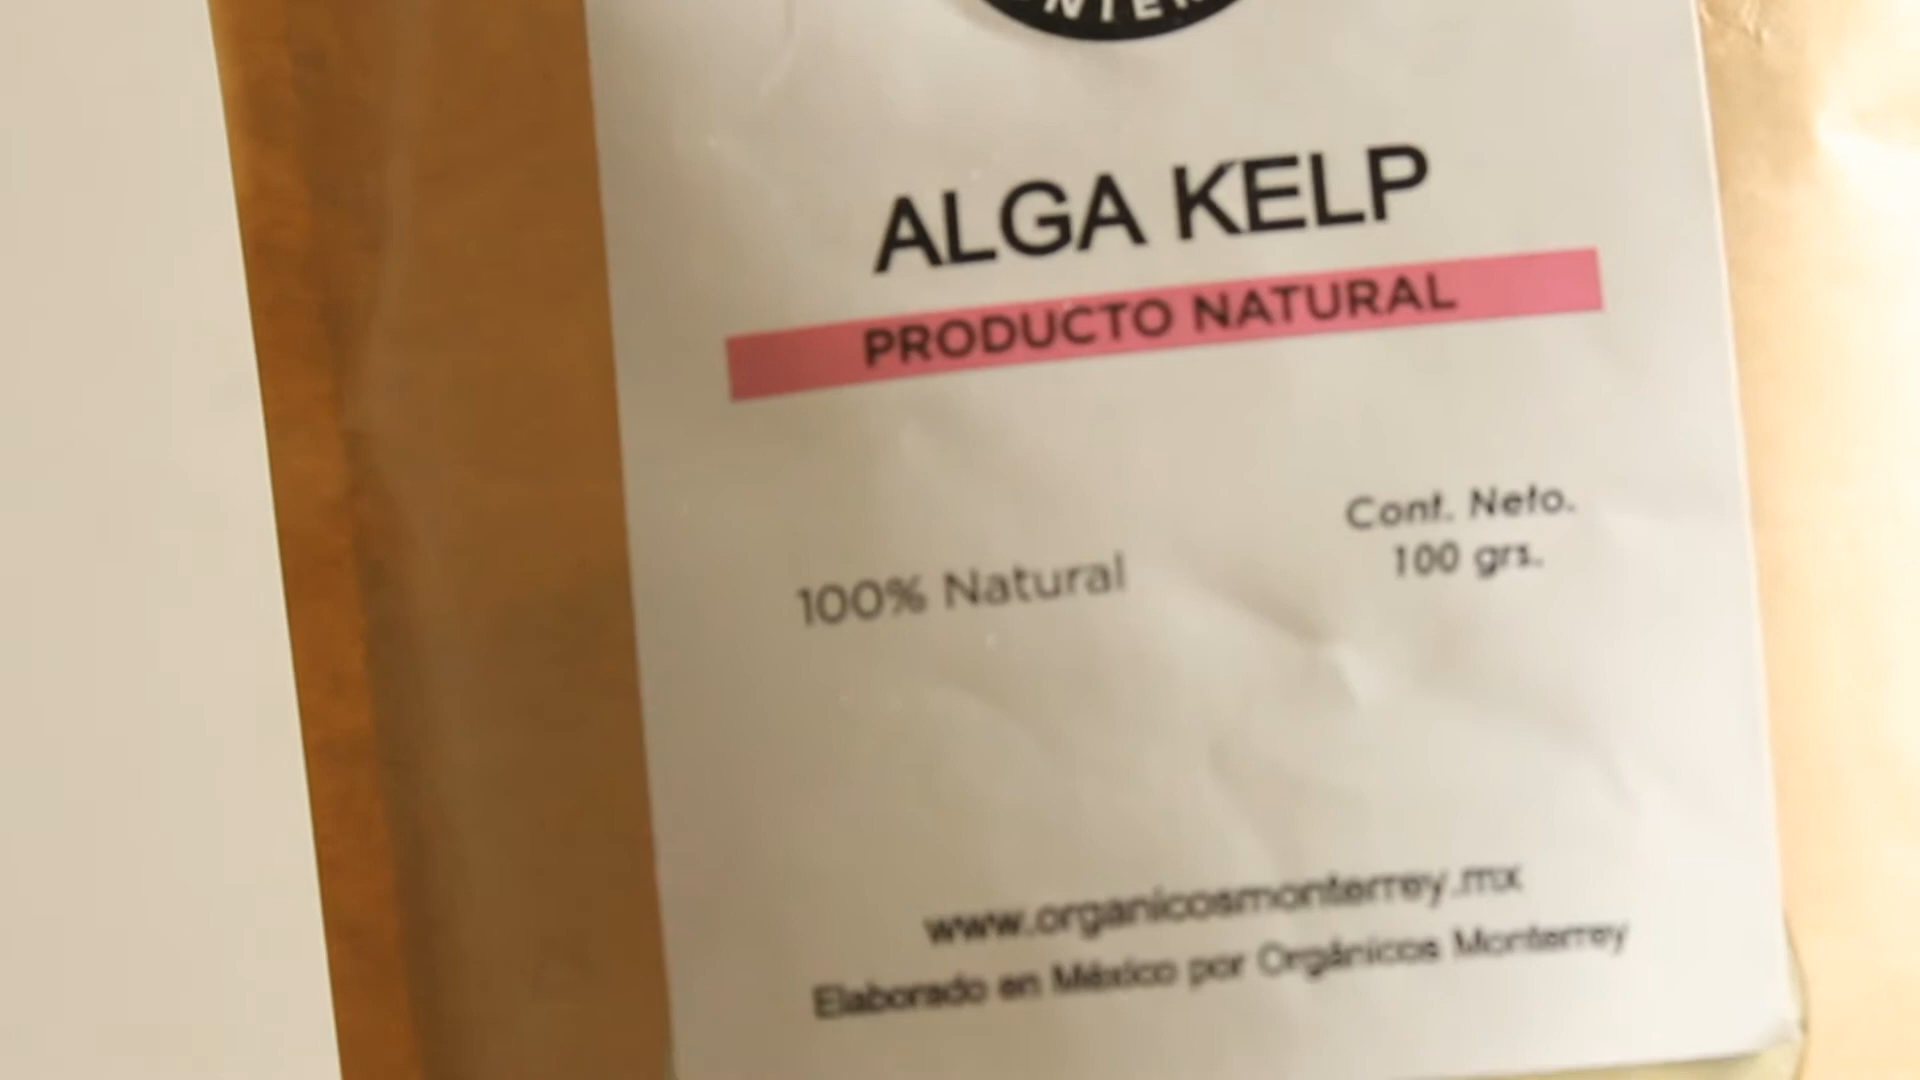 ALGA KELP
PRODUCTO NATURAL
Cont. Neto.
100 grs.
100% Natural
www.organicosmonterrey.mx
Elaborado en México por Orgánicos Monterrey